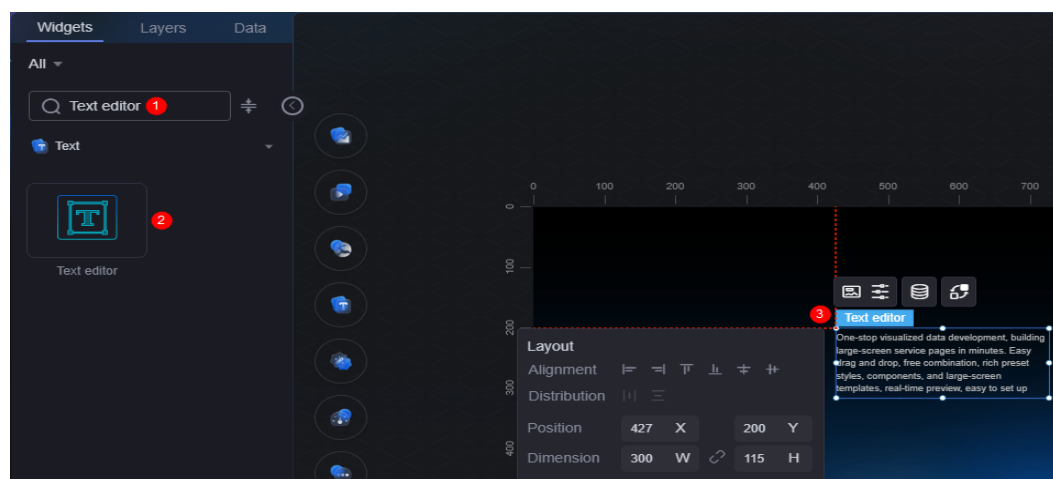 Widgets Layers Data
All
Text editor 1
Text
2
Text editor
0 100 200 300 400 500 600 700
0
100
200
300
400
3 Text editor
One-stop visualized data development, building
large-screen service pages in minutes. Easy
drag and drop, free combination, rich preset
styles, components, and large-screen
templates, real-time preview, easy to set up
Layout
Alignment
Distribution
Position 427 X 200 Y
Dimension 300 W 115 H